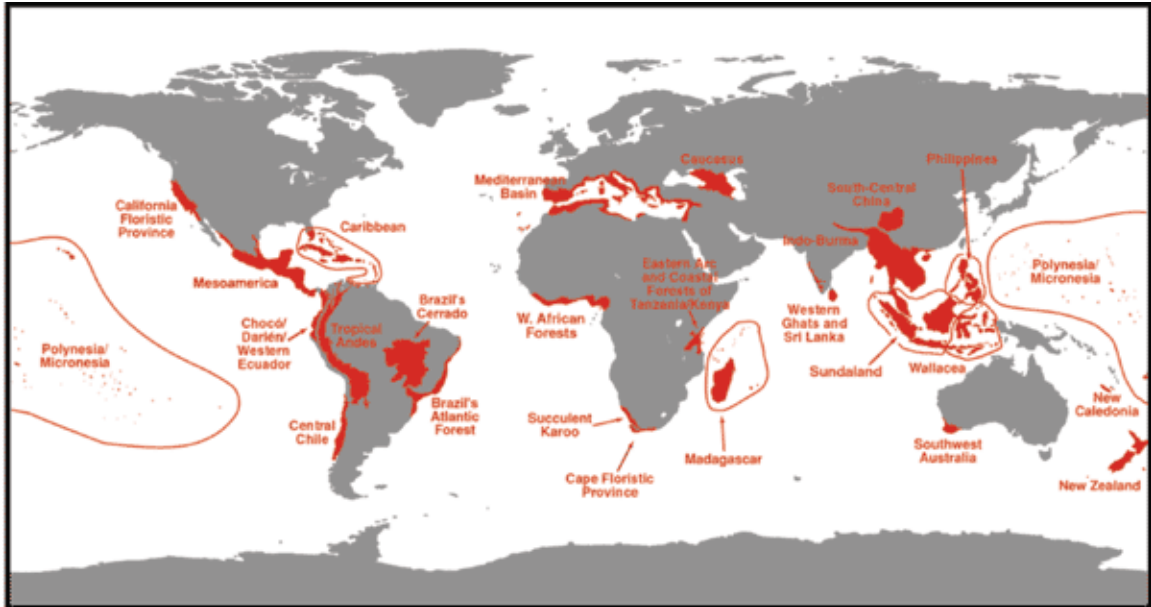 Caucasus
Philippines
Mediterranean
Basin
South-Central
China
California
Floristic
Province
Caribbean
Indo-Burma
Mesoamerica
Eastern Arc
and Coastal
Forests of
Tanzania/Kenya
Polynesia/
Micronesia
Brazil's
Cerrado
W. African
Forests
Western
Ghats and
Sri Lanka
Chocó/
Darién/
Western
Ecuador
Tropical
Andes
Polynesia/
Micronesia
Sundaland
Wallacea
Brazil's
Atlantic
Forest
New
Caledonia
Central
Chile
Succulent
Karoo
Madagascar
Southwest
Australia
Cape Floristic
Province
New Zealand